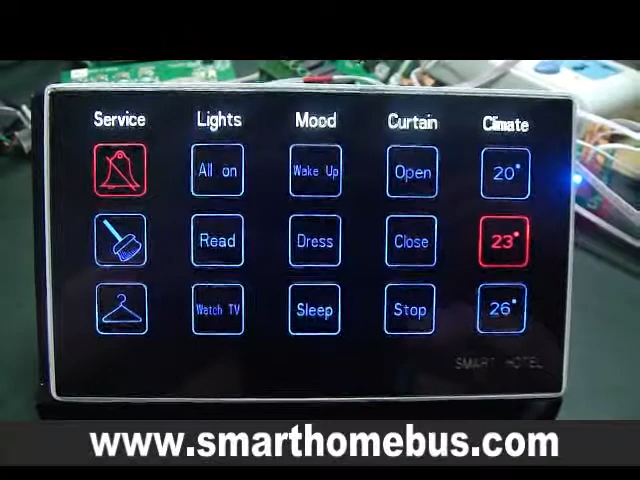 Service Lights Mood Curtain Climate
All on Wake Up Open 20°
Read Dress Close 23°
Watch TV Sleep Stop 26°
SMART HOTEL
www.smarthomebus.com